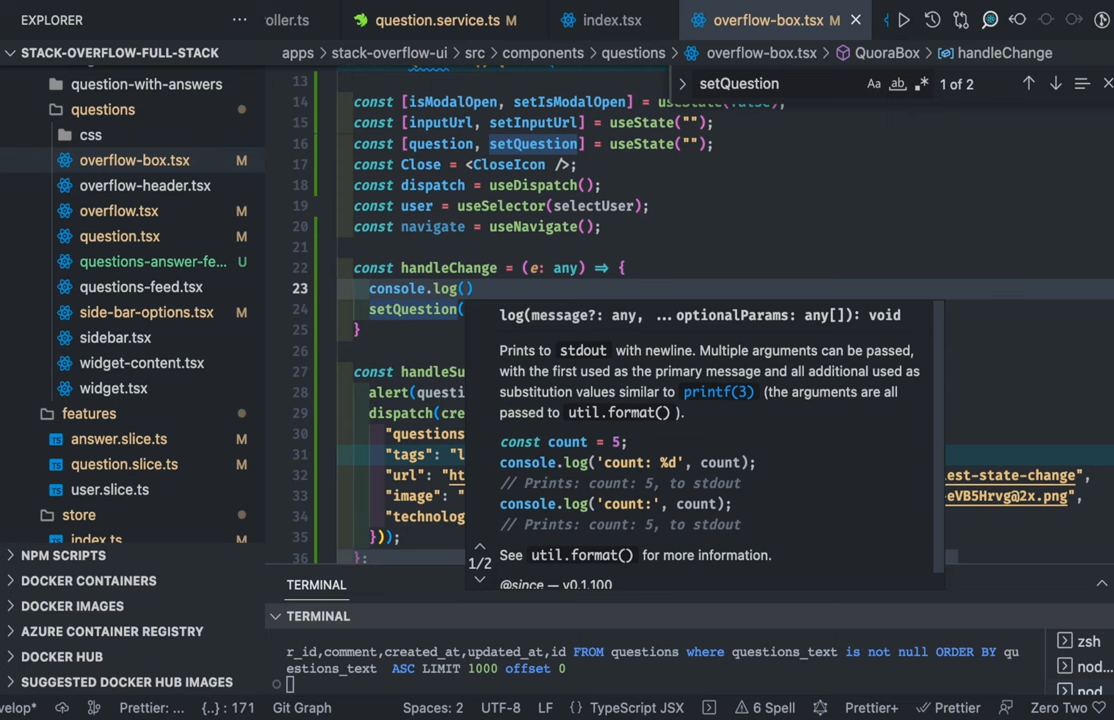 EXPLORER
roller.ts
question.service.ts M
index.tsx
overflow-box.tsx M
STACK-OVERFLOW-FULL-STACK
apps > stack-overflow-ui > src > components > questions > overflow-box.tsx > QuoraBox > handleChange
question-with-answers
questions
css
overflow-box.tsx M
overflow-header.tsx
overflow.tsx M
question.tsx M
questions-answer-fe... U
questions-feed.tsx
side-bar-options.tsx M
sidebar.tsx
widget-content.tsx
widget.tsx
features
answer.slice.ts
question.slice.ts
user.slice.ts
store
index.ts
NPM SCRIPTS
DOCKER CONTAINERS
DOCKER IMAGES
AZURE CONTAINER REGISTRY
DOCKER HUB
SUGGESTED DOCKER HUB IMAGES
setQuestion
Aa ab .* 1 of 2
13
14 const [isModalOpen, setIsModalOpen] = useState(false);
15 const [inputUrl, setInputUrl] = useState("");
16 const [question, setQuestion] = useState("");
17 const Close = <CloseIcon />;
18 const dispatch = useDispatch();
19 const user = useSelector(selectUser);
20 const navigate = useNavigate();
21
22 const handleChange = (e: any) => {
23 console.log()
24 setQuestion(
25 }
26
27 const handleSu
28 alert(questi
29 dispatch(cre
30 "questions
31 "tags": "l
32 "url": "ht est-state-change",
33 "image": " eVB5Hrvg@2x.png",
34 "technolog
35 }));
36 };
log(message?: any, ...optionalParams: any[]): void
Prints to stdout with newline. Multiple arguments can be passed,
with the first used as the primary message and all additional used as
substitution values similar to printf(3) (the arguments are all
passed to util.format() ).
const count = 5;
console.log('count: %d', count);
// Prints: count: 5, to stdout
console.log('count:', count);
// Prints: count: 5, to stdout
1/2
See util.format() for more information.
@since — v0.1.100
TERMINAL
TERMINAL
r_id,comment,created_at,updated_at,id FROM questions where questions_text is not null ORDER BY qu
estions_text ASC LIMIT 1000 offset 0
zsh
nod...
nod
velop* Prettier: ... {..} : 171 Git Graph Spaces: 2 UTF-8 LF {} TypeScript JSX 6 Spell Prettier+ Prettier Zero Two